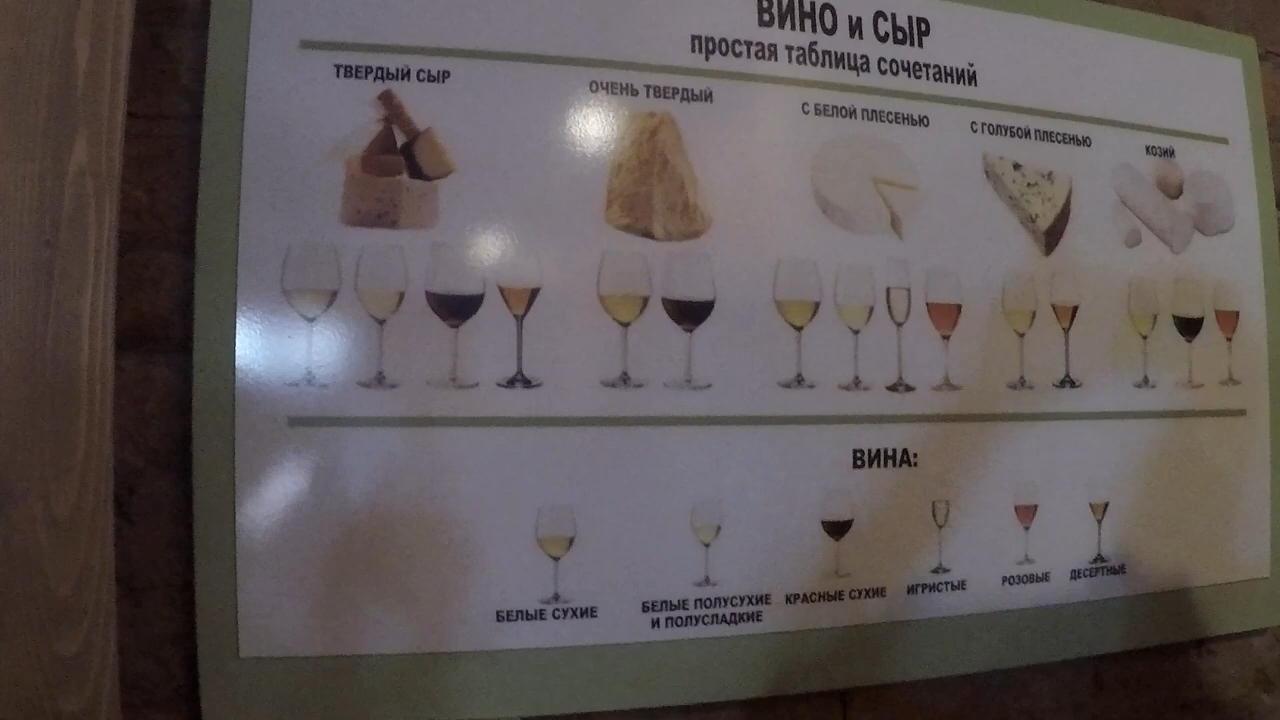 ВИНО и СЫР
простая таблица сочетаний
ТВЕРДЫЙ СЫР
ОЧЕНЬ ТВЕРДЫЙ
С БЕЛОЙ ПЛЕСЕНЬЮ
С ГОЛУБОЙ ПЛЕСЕНЬЮ
КОЗИЙ
ВИНА:
БЕЛЫЕ СУХИЕ
БЕЛЫЕ ПОЛУСУХИЕ
И ПОЛУСЛАДКИЕ
КРАСНЫЕ СУХИЕ
ИГРИСТЫЕ
РОЗОВЫЕ
ДЕСЕРТНЫЕ